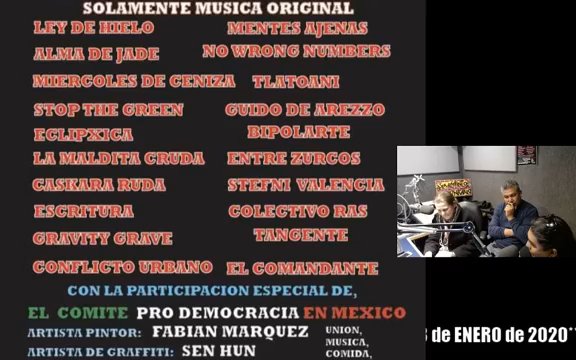 SOLAMENTE MUSICA ORIGINAL
LEY DE HIELO
MENTES AJENAS
ALMA DE JADE
NO WRONG NUMBERS
MIERCOLES DE CENIZA
TLATOANI
STOP THE GREEN
GUIDO DE AREZZO
ECLIPXICA
BIPOLARTE
LA MALDITA CRUDA
ENTRE ZURCOS
CASKARA RUDA
STEFNI VALENCIA
ESCRITURA
COLECTIVO RAS
GRAVITY GRAVE
TANGENTE
CONFLICTO URBANO
EL COMANDANTE
CON LA PARTICIPACION ESPECIAL DE,
EL COMITE PRO DEMOCRACIA EN MEXICO
ARTISTA PINTOR: FABIAN MARQUEZ
ARTISTA DE GRAFFITI: SEN HUN
UNION,
MUSICA,
COMIDA,
de ENERO de 2020